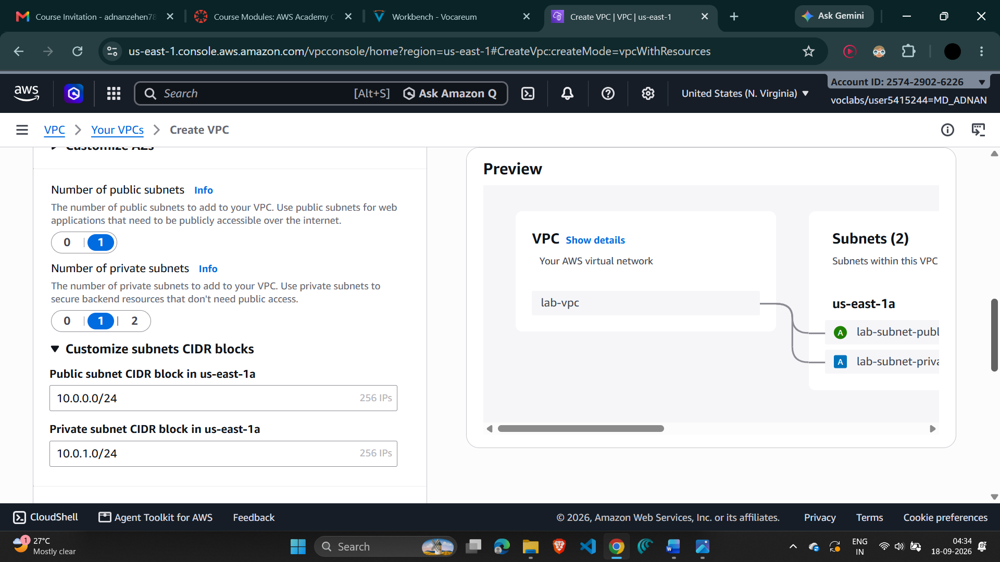 Course Invitation - adnanzehen78
Course Modules: AWS Academy C
Workbench - Vocareum
Create VPC | VPC | us-east-1
Ask Gemini
us-east-1.console.aws.amazon.com/vpcconsole/home?region=us-east-1#CreateVpc:createMode=vpcWithResources
aws
Search
[Alt+S]
Ask Amazon Q
United States (N. Virginia)
Account ID: 2574-2902-6226
voclabs/user5415244=MD_ADNAN
VPC
Your VPCs
Create VPC
Customize AZs
Number of public subnets Info
The number of public subnets to add to your VPC. Use public subnets for web
applications that need to be publicly accessible over the internet.
0 | 1
Number of private subnets Info
The number of private subnets to add to your VPC. Use private subnets to
secure backend resources that don't need public access.
0 | 1 | 2
Customize subnets CIDR blocks
Public subnet CIDR block in us-east-1a
10.0.0.0/24 256 IPs
Private subnet CIDR block in us-east-1a
10.0.1.0/24 256 IPs
Preview
VPC Show details
Your AWS virtual network
lab-vpc
Subnets (2)
Subnets within this VPC
us-east-1a
A lab-subnet-publ
A lab-subnet-priva
CloudShell
Agent Toolkit for AWS
Feedback
© 2026, Amazon Web Services, Inc. or its affiliates.
Privacy
Terms
Cookie preferences
1
27°C
Mostly clear
Search
W
ENG
IN
04:34
18-09-2026